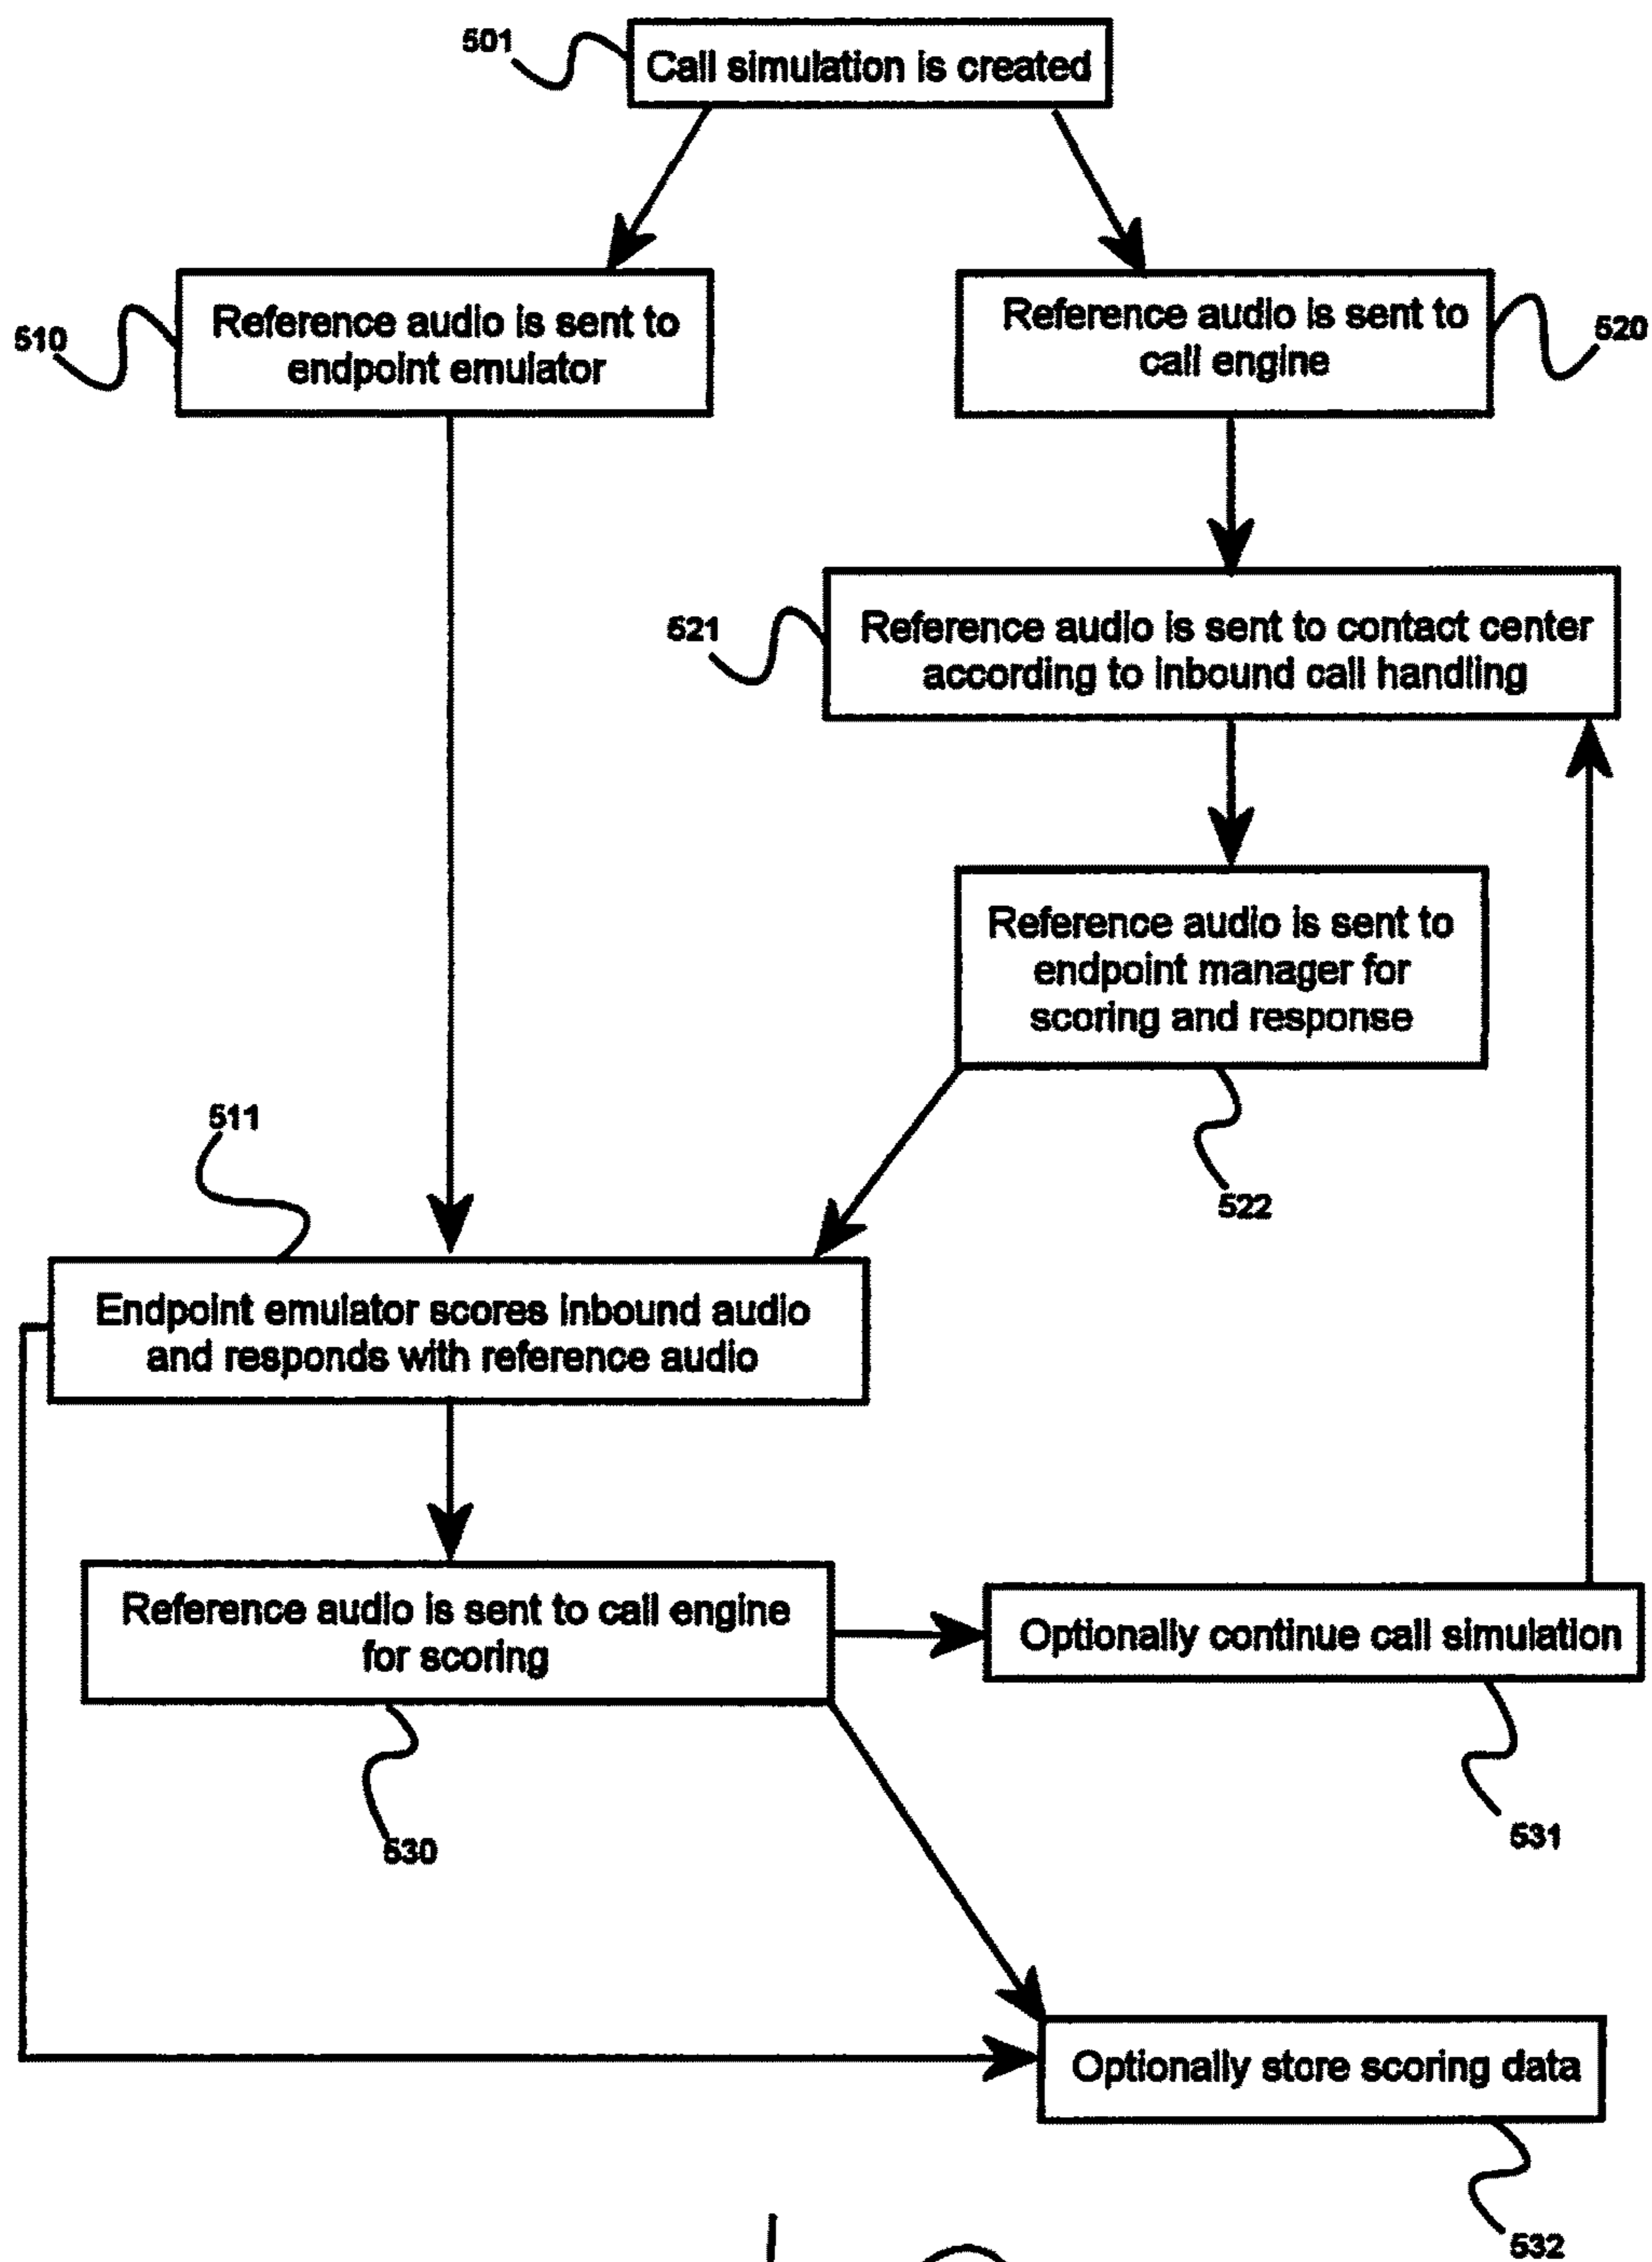 501
Call simulation is created
510
Reference audio is sent to
endpoint emulator
Reference audio is sent to
call engine
520
521
Reference audio is sent to contact center
according to inbound call handling
Reference audio is sent to
endpoint manager for
scoring and response
522
511
Endpoint emulator scores inbound audio
and responds with reference audio
Reference audio is sent to call engine
for scoring
530
Optionally continue call simulation
531
Optionally store scoring data
532